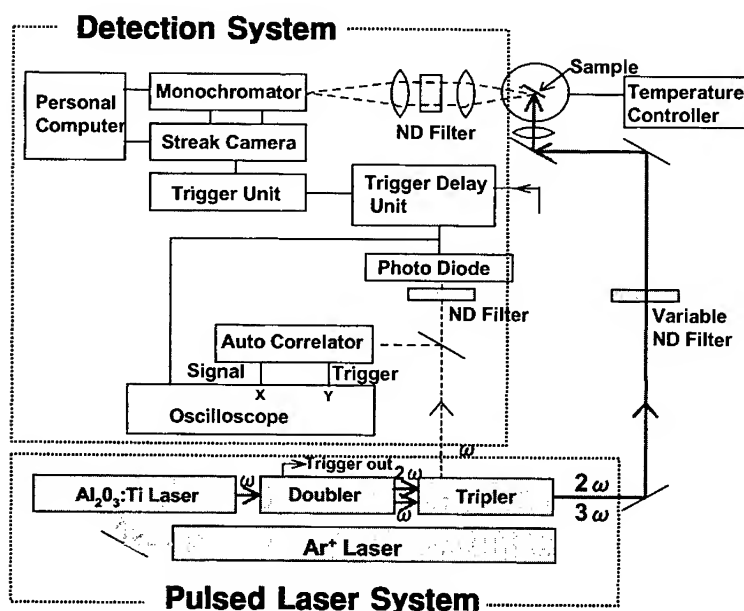 Detection System
Sample
Monochromator
Personal
Computer
Temperature
Controller
ND Filter
Streak Camera
Trigger Unit
Trigger Delay
Unit
Photo Diode
ND Filter
Variable
ND Filter
Auto Correlator
Signal
Trigger
X
Y
Oscilloscope
ω
Trigger out
Al₂O₃:Ti Laser
ω
Doubler
2ω
ω
Tripler
2ω
3ω
Ar⁺ Laser
Pulsed Laser System